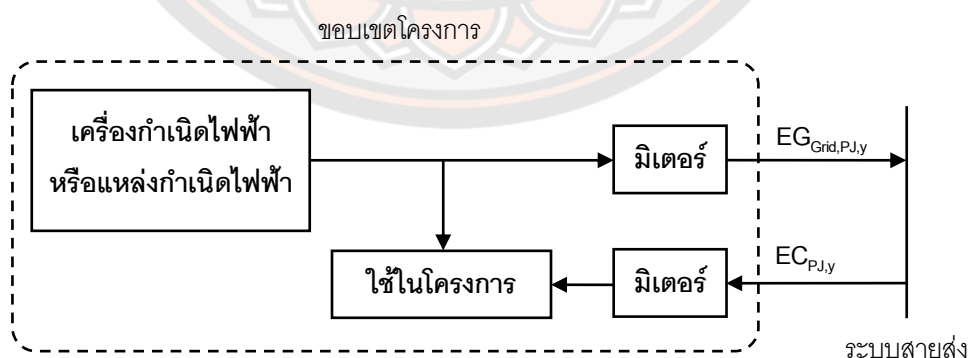 ขอบเขตโครงการ
เครื่องกำเนิดไฟฟ้า
หรือแหล่งกำเนิดไฟฟ้า
มิเตอร์
EG_Grid,PJ,y
ใช้ในโครงการ
มิเตอร์
EC_PJ,y
ระบบสายส่ง